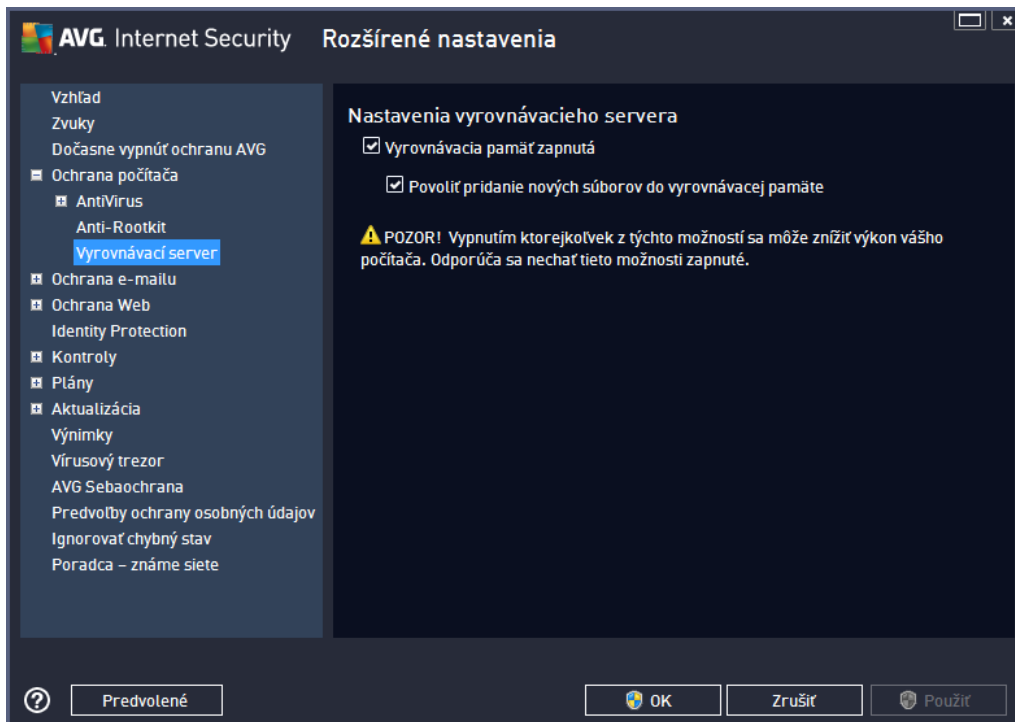 AVG. Internet Security Rozšírené nastavenia
Vzhľad
Zvuky
Dočasne vypnúť ochranu AVG
Ochrana počítača
AntiVirus
Anti-Rootkit
Vyrovnávací server
Ochrana e-mailu
Ochrana Web
Identity Protection
Kontroly
Plány
Aktualizácia
Výnimky
Vírusový trezor
AVG Sebaochrana
Predvoľby ochrany osobných údajov
Ignorovať chybný stav
Poradca – známe siete
Nastavenia vyrovnávacieho servera
Vyrovnávacia pamäť zapnutá
Povoliť pridanie nových súborov do vyrovnávacej pamäte
POZOR! Vypnutím ktorejkoľvek z týchto možností sa môže znížiť výkon vášho
počítača. Odporúča sa nechať tieto možnosti zapnuté.
Predvolené
OK
Zrušiť
Použiť